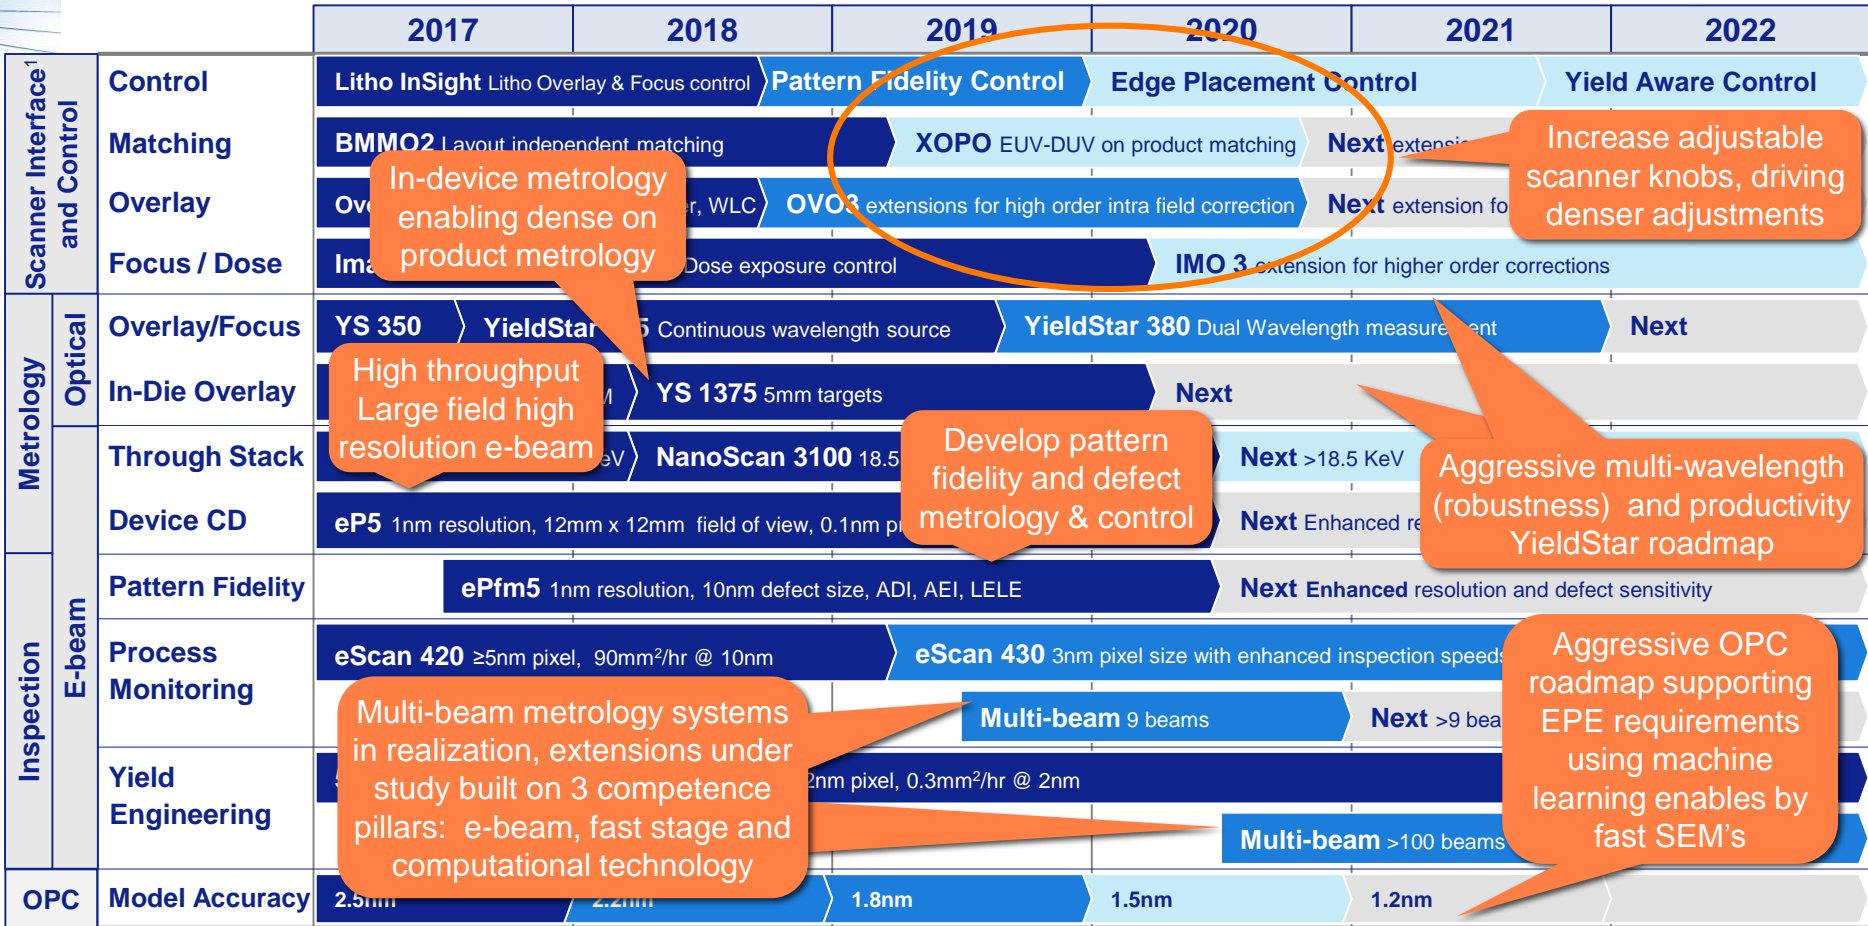 2017 2018 2019 2020 2021 2022
Scanner Interface¹
and Control
Control
Litho InSight Litho Overlay & Focus control
Pattern Fidelity Control
Edge Placement Control
Yield Aware Control
Matching
BMMO2 Layout independent matching
XOPO EUV-DUV on product matching
Next
Overlay
WLC
OVO3 extensions for high order intra field correction
Next extension
Focus / Dose
Dose exposure control
IMO 3 extension for higher order corrections
In-device metrology
enabling dense on
product metrology
Increase adjustable
scanner knobs, driving
denser adjustments
Metrology
Optical
Overlay/Focus
YS 350
Continuous wavelength source
YieldStar 380 Dual Wavelength measurement
Next
In-Die Overlay
YS 1375 5mm targets
Next
High throughput
Large field high
resolution e-beam
E-beam
Through Stack
NanoScan 3100 18.5
Next >18.5 KeV
Device CD
eP5 1nm resolution, 12mm x 12mm field of view, 0.1nm
Next Enhanced
Develop pattern
fidelity and defect
metrology & control
Aggressive multi-wavelength
(robustness) and productivity
YieldStar roadmap
Inspection
Pattern Fidelity
ePfm5 1nm resolution, 10nm defect size, ADI, AEI, LELE
Next Enhanced resolution and defect sensitivity
Process
Monitoring
eScan 420 ≥5nm pixel, 90mm²/hr @ 10nm
eScan 430 3nm pixel size with enhanced inspection speeds
Multi-beam 9 beams
Next >9
Yield
Engineering
2nm pixel, 0.3mm²/hr @ 2nm
Multi-beam >100 beams
Multi-beam metrology systems
in realization, extensions under
study built on 3 competence
pillars: e-beam, fast stage and
computational technology
Aggressive OPC
roadmap supporting
EPE requirements
using machine
learning enables by
fast SEM's
OPC
Model Accuracy
2.5nm
2.2nm
1.8nm
1.5nm
1.2nm